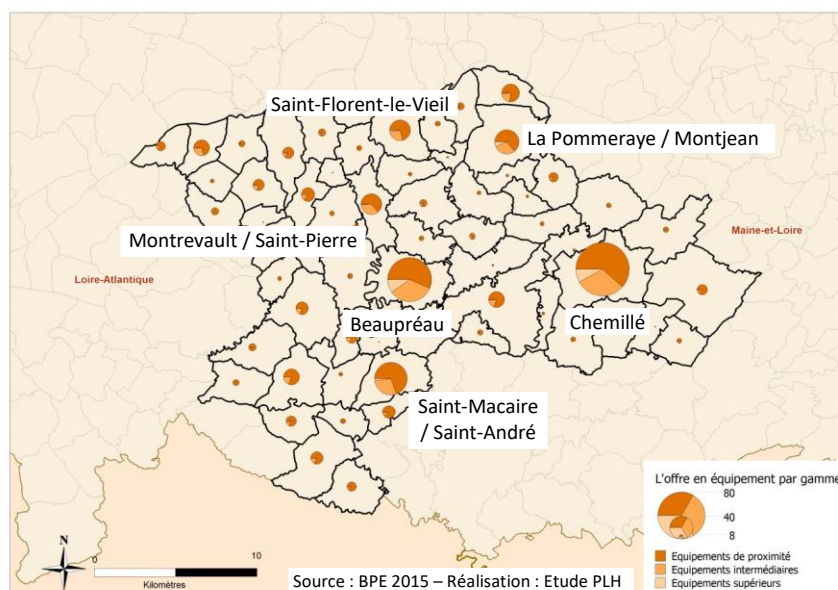 Saint-Florent-le-Vieil
La Pommeraye / Montjean
Montrevault / Saint-Pierre
Maine-et-Loire
Loire-Atlantique
Beaupréau
Chemillé
Saint-Macaire
/ Saint-André
L'offre en équipement par gamme
80
40
8
N
0
10
Kilomètres
Equipements de proximité
Equipements intermédiaires
Equipements supérieurs
Source : BPE 2015 – Réalisation : Etude PLH